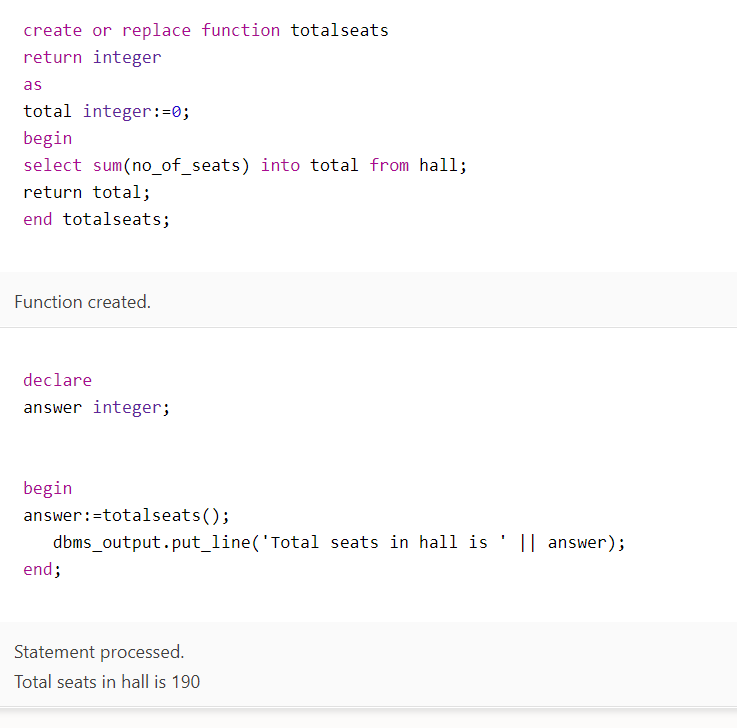 create or replace function totalseats
return integer
as
total integer:=0;
begin
select sum(no_of_seats) into total from hall;
return total;
end totalseats;
Function created.
declare
answer integer;
begin
answer:=totalseats();
dbms_output.put_line('Total seats in hall is ' || answer);
end;
Statement processed.
Total seats in hall is 190